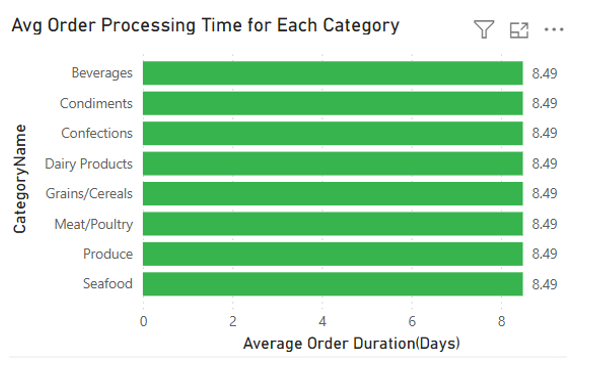 Avg Order Processing Time for Each Category
CategoryName
Beverages 8.49
Condiments 8.49
Confections 8.49
Dairy Products 8.49
Grains/Cereals 8.49
Meat/Poultry 8.49
Produce 8.49
Seafood 8.49
0 2 4 6 8
Average Order Duration(Days)